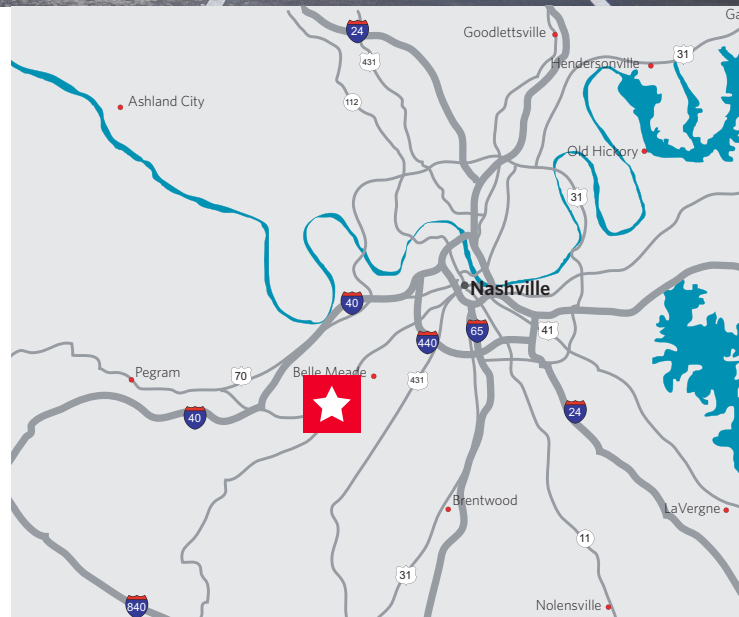 Ga
24
Goodlettsville
431
31
Hendersonville
Ashland City
112
Old Hickory
31
Nashville
40
65
41
440
Pegram
70
Belle Meade
431
40
24
Brentwood
LaVergne
11
31
840
Nolensville